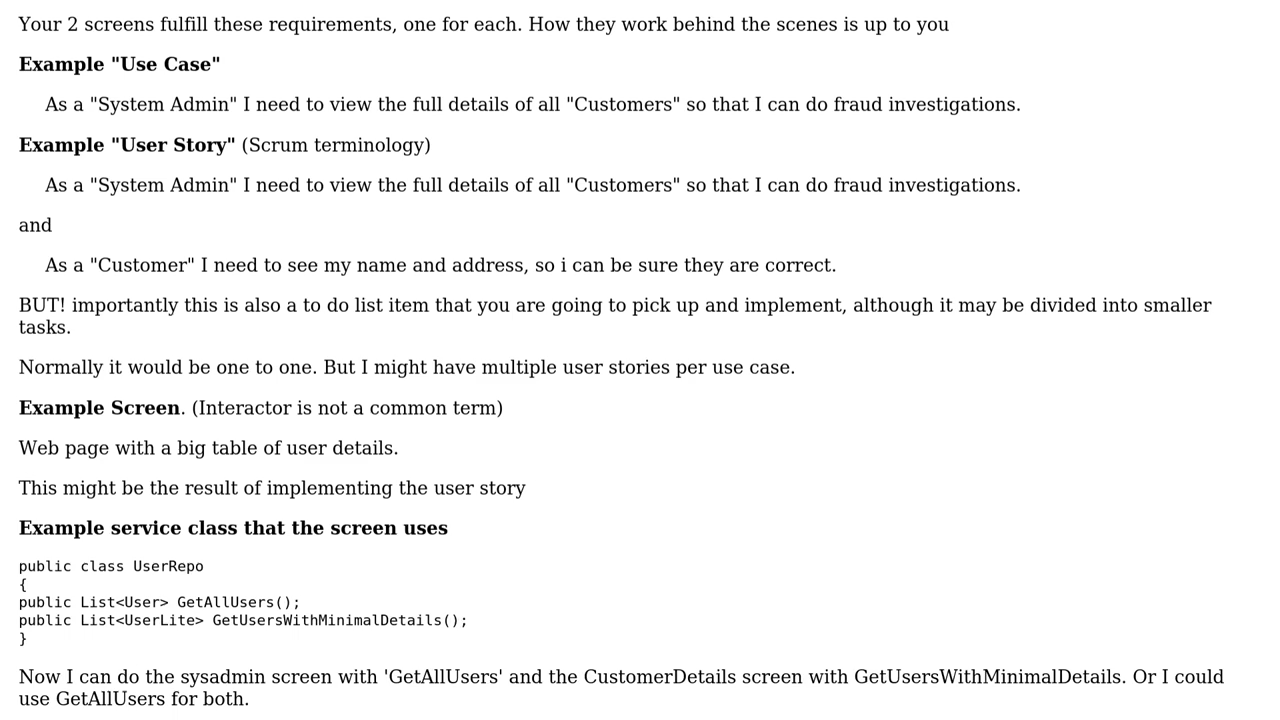 Your 2 screens fulfill these requirements, one for each. How they work behind the scenes is up to you
Example "Use Case"
As a "System Admin" I need to view the full details of all "Customers" so that I can do fraud investigations.
Example "User Story" (Scrum terminology)
As a "System Admin" I need to view the full details of all "Customers" so that I can do fraud investigations.
and
As a "Customer" I need to see my name and address, so i can be sure they are correct.
BUT! importantly this is also a to do list item that you are going to pick up and implement, although it may be divided into smaller
tasks.
Normally it would be one to one. But I might have multiple user stories per use case.
Example Screen. (Interactor is not a common term)
Web page with a big table of user details.
This might be the result of implementing the user story
Example service class that the screen uses
public class UserRepo
{
public List<User> GetAllUsers();
public List<UserLite> GetUsersWithMinimalDetails();
}
Now I can do the sysadmin screen with 'GetAllUsers' and the CustomerDetails screen with GetUsersWithMinimalDetails. Or I could
use GetAllUsers for both.